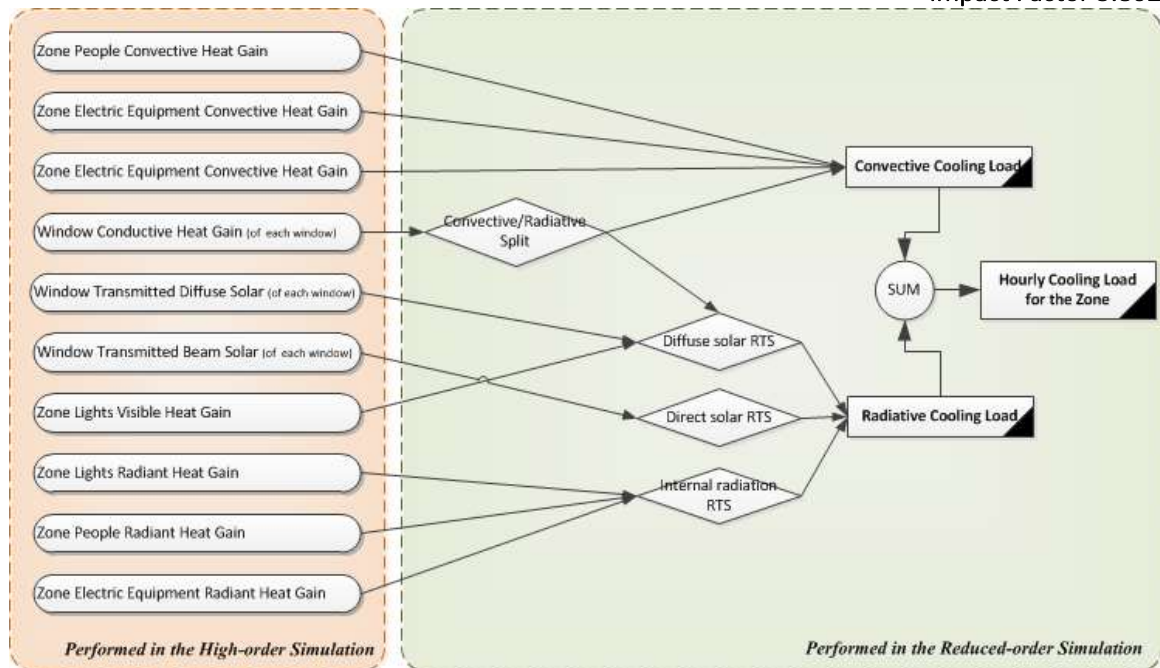 Zone People Convective Heat Gain
Zone Electric Equipment Convective Heat Gain
Zone Electric Equipment Convective Heat Gain
Window Conductive Heat Gain (of each window)
Window Transmitted Diffuse Solar (of each window)
Window Transmitted Beam Solar (of each window)
Zone Lights Visible Heat Gain
Zone Lights Radiant Heat Gain
Zone People Radiant Heat Gain
Zone Electric Equipment Radiant Heat Gain
Performed in the High-order Simulation
Convective/Radiative
Split
Diffuse solar RTS
Direct solar RTS
Internal radiation
RTS
Convective Cooling Load
SUM
Hourly Cooling Load
for the Zone
Radiative Cooling Load
Performed in the Reduced-order Simulation